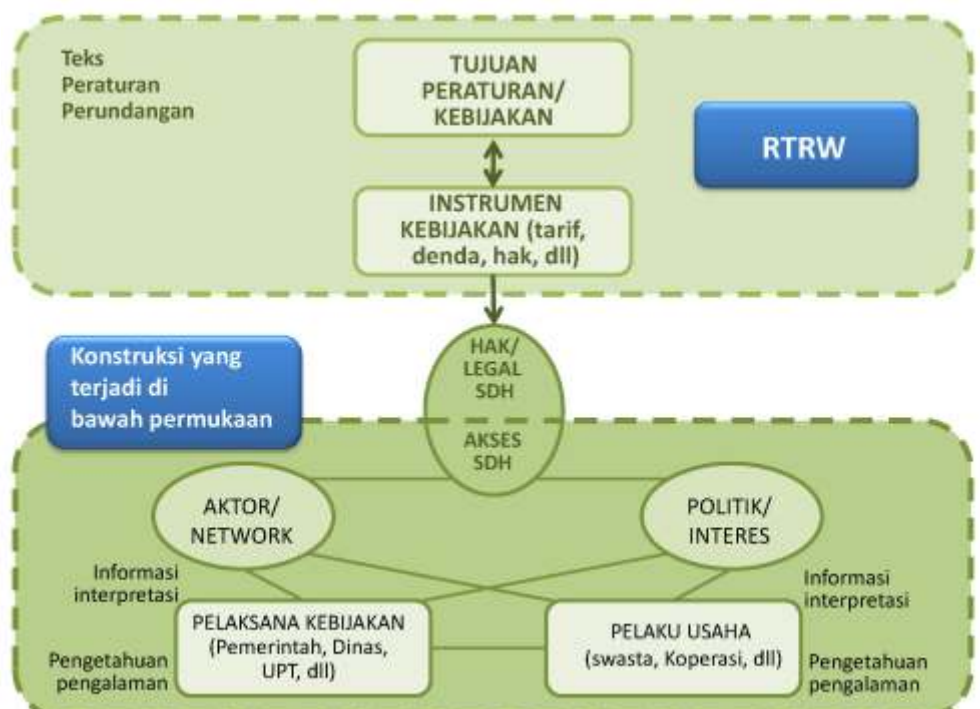 Teks
Peraturan
Perundangan
TUJUAN
PERATURAN/
KEBIJAKAN
RTRW
INSTRUMEN
KEBIJAKAN (tarif,
denda, hak, dll)
Konstruksi yang
terjadi di
bawah permukaan
HAK/
LEGAL
SDH
AKSES
SDH
AKTOR/
NETWORK
POLITIK/
INTERES
Informasi
interpretasi
Informasi
interpretasi
PELAKSANA KEBIJAKAN
(Pemerintah, Dinas,
UPT, dll)
PELAKU USAHA
(swasta, Koperasi, dll)
Pengetahuan
pengalaman
Pengetahuan
pengalaman